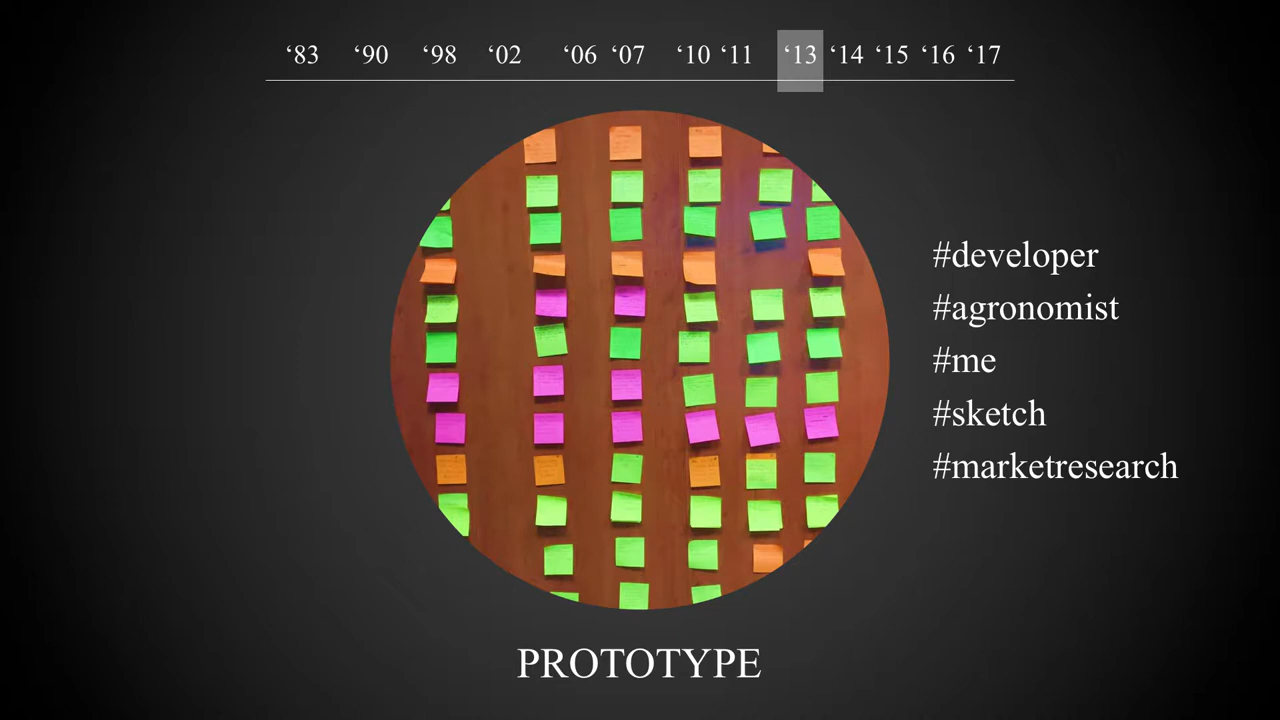 ‘83 ‘90 ‘98 ‘02 ‘06 ‘07 ‘10 ‘11 ‘13 ‘14 ‘15 ‘16 ‘17
#developer
#agronomist
#me
#sketch
#marketresearch
PROTOTYPE